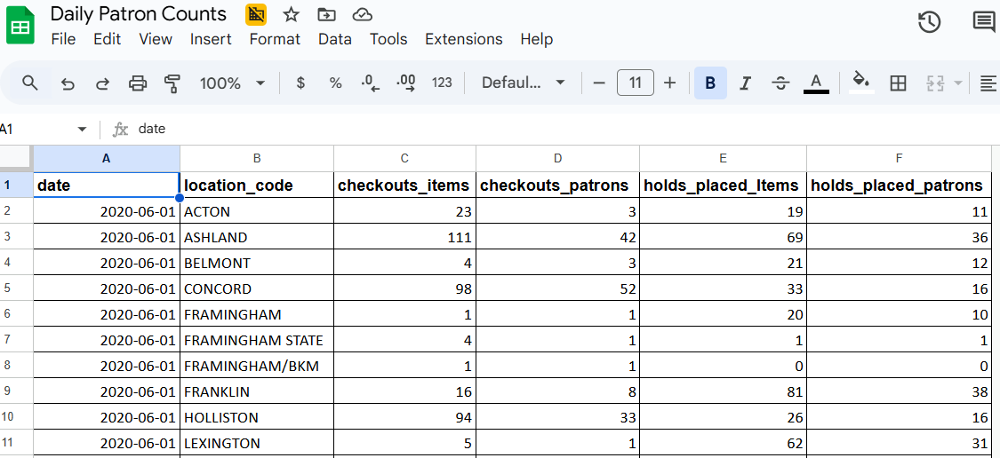 Daily Patron Counts
File Edit View Insert Format Data Tools Extensions Help
100% $ % .0 .00 123 Defaul... − 11 + B I S A
A1 fx date
A B C D E F
1 date location_code checkouts_items checkouts_patrons holds_placed_Items holds_placed_patrons
2 2020-06-01 ACTON 23 3 19 11
3 2020-06-01 ASHLAND 111 42 69 36
4 2020-06-01 BELMONT 4 3 21 12
5 2020-06-01 CONCORD 98 52 33 16
6 2020-06-01 FRAMINGHAM 1 1 20 10
7 2020-06-01 FRAMINGHAM STATE 4 1 1 1
8 2020-06-01 FRAMINGHAM/BKM 1 1 0 0
9 2020-06-01 FRANKLIN 16 8 81 38
10 2020-06-01 HOLLISTON 94 33 26 16
11 2020-06-01 LEXINGTON 5 1 62 31